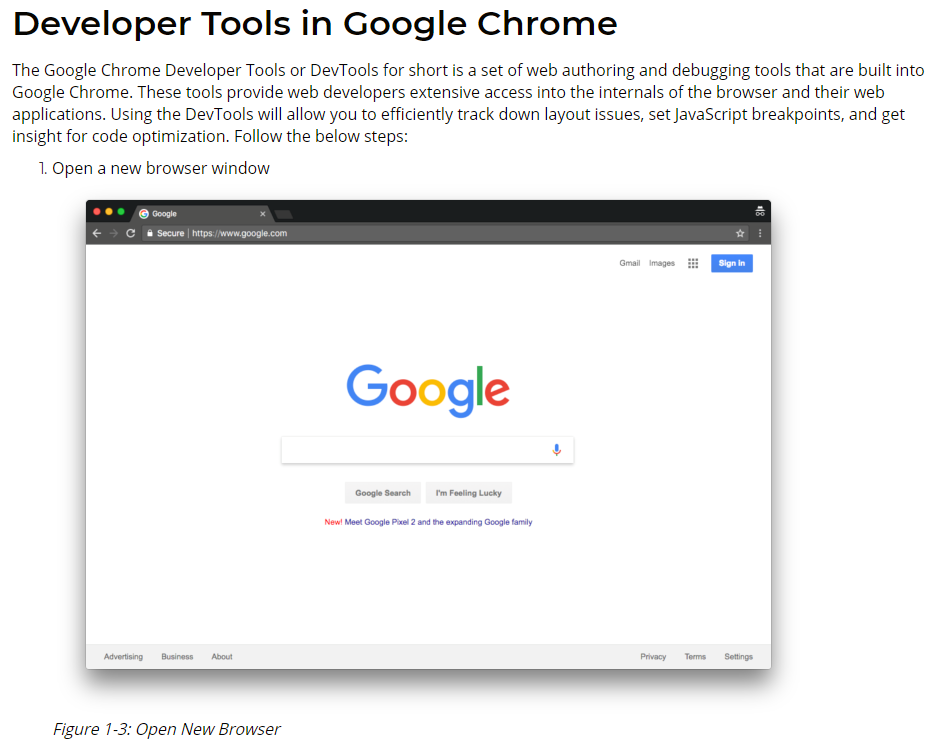 Developer Tools in Google Chrome
The Google Chrome Developer Tools or DevTools for short is a set of web authoring and debugging tools that are built into
Google Chrome. These tools provide web developers extensive access into the internals of the browser and their web
applications. Using the DevTools will allow you to efficiently track down layout issues, set JavaScript breakpoints, and get
insight for code optimization. Follow the below steps:
1. Open a new browser window
Google
Secure | https://www.google.com
Gmail Images Sign in
Google
Google Search I'm Feeling Lucky
New! Meet Google Pixel 2 and the expanding Google family
Advertising Business About Privacy Terms Settings
Figure 1-3: Open New Browser